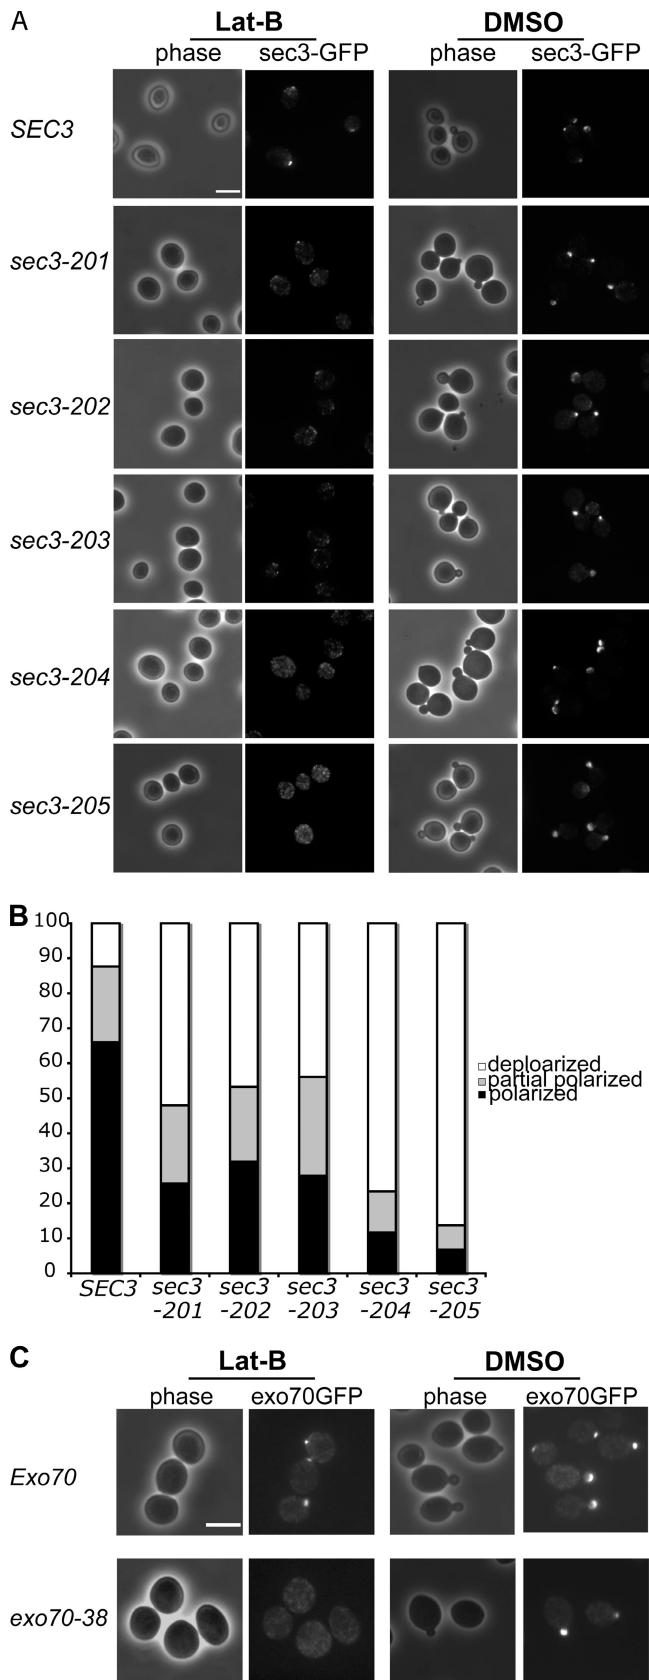 A
Lat-B DMSO
phase sec3-GFP phase sec3-GFP
SEC3
sec3-201
sec3-202
sec3-203
sec3-204
sec3-205
B
100
90
80
70
60
50
40
30
20
10
0
deploarized
partial polarized
polarized
SEC3 sec3 sec3 sec3 sec3 sec3
-201 -202 -203 -204 -205
C
Lat-B DMSO
phase exo70GFP phase exo70GFP
Exo70
exo70-38